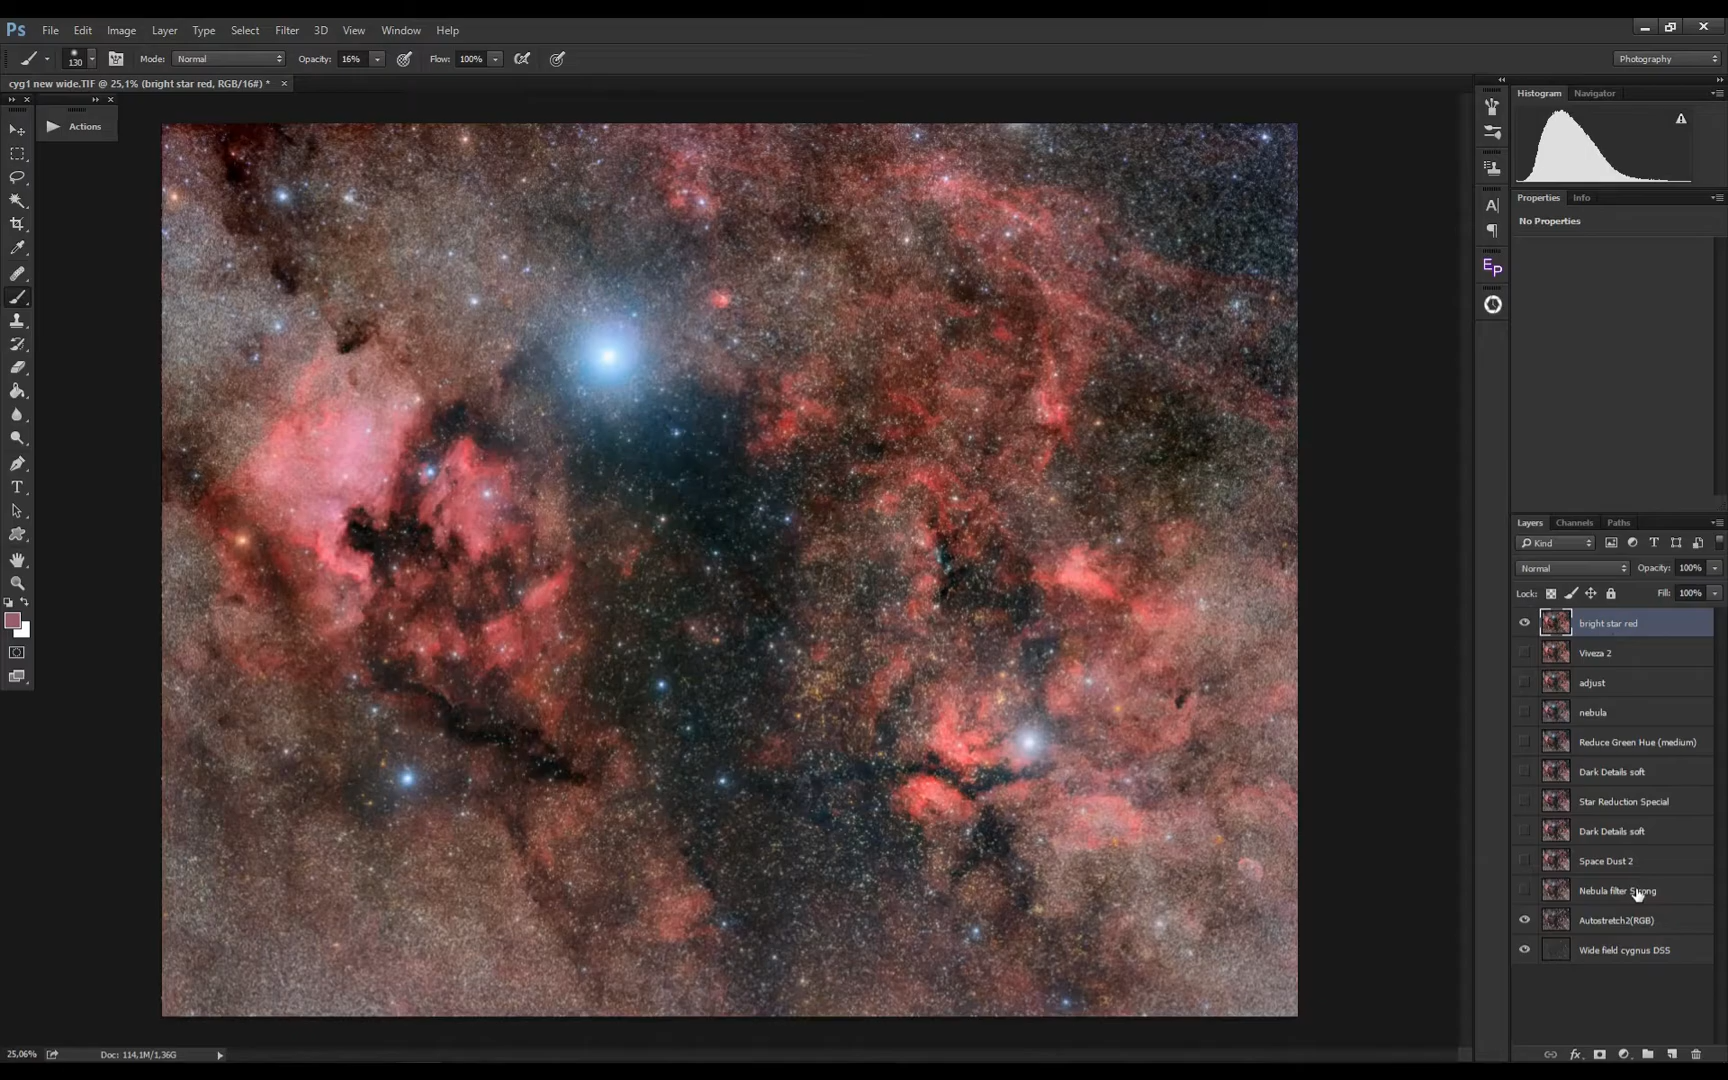 Ps File Edit Image Layer Type Select Filter 3D View Window Help
130 Mode: Normal Opacity: 16% Flow: 100% Photography
cyg1 new wide.TIF @ 25,1% (bright star red, RGB/16#) *
Actions
Histogram Navigator
Properties Info
No Properties
EP
Layers Channels Paths
Kind
Normal Opacity: 100%
Lock: Fill: 100%
bright star red
Viveza 2
adjust
nebula
Reduce Green Hue (medium)
Dark Details soft
Star Reduction Special
Dark Details soft
Space Dust 2
Nebula filter Strong
Autostretch2(RGB)
Wide field cygnus DSS
25,06% Doc: 114,1M/1,36G